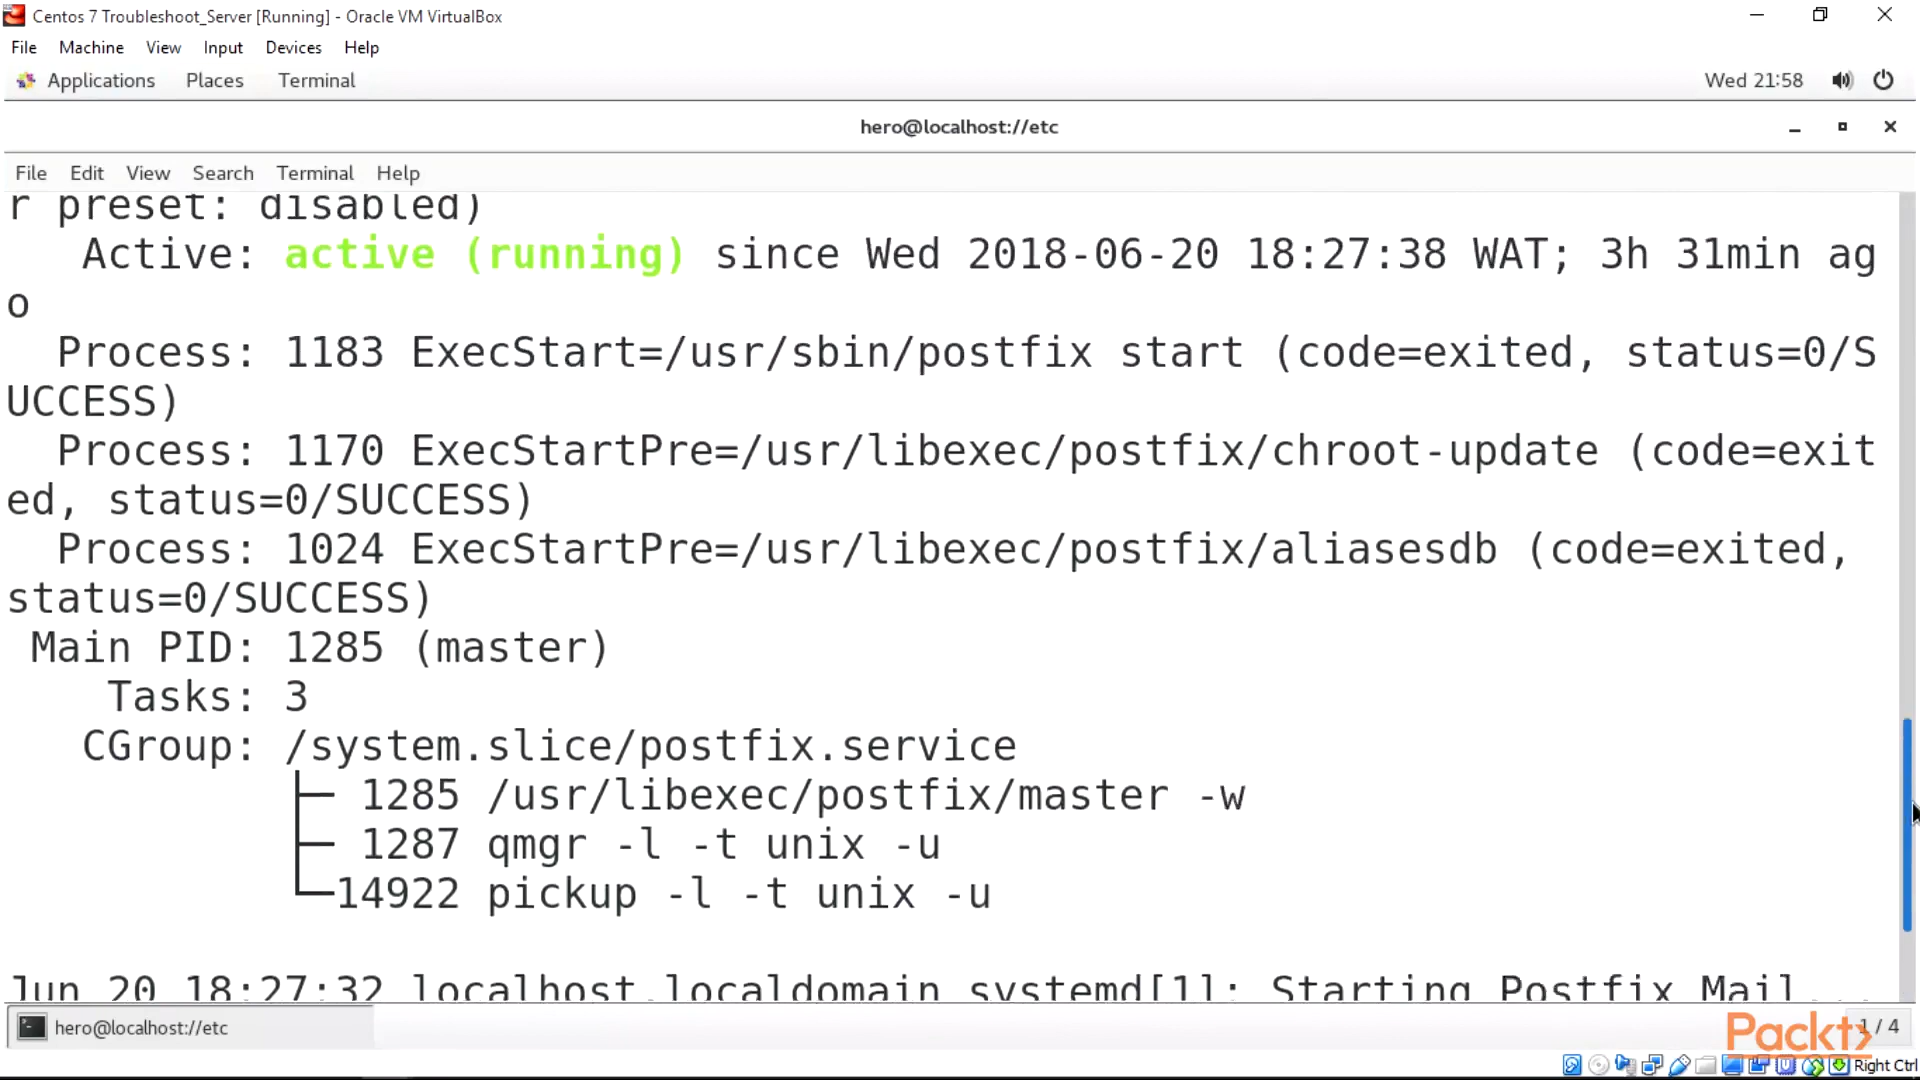 Centos 7 Troubleshoot_Server [Running] - Oracle VM VirtualBox
File Machine View Input Devices Help
Applications Places Terminal Wed 21:58
hero@localhost://etc
File Edit View Search Terminal Help
r preset: disabled)
Active: active (running) since Wed 2018-06-20 18:27:38 WAT; 3h 31min ag
o
Process: 1183 ExecStart=/usr/sbin/postfix start (code=exited, status=0/S
UCCESS)
Process: 1170 ExecStartPre=/usr/libexec/postfix/chroot-update (code=exit
ed, status=0/SUCCESS)
Process: 1024 ExecStartPre=/usr/libexec/postfix/aliasesdb (code=exited,
status=0/SUCCESS)
Main PID: 1285 (master)
Tasks: 3
CGroup: /system.slice/postfix.service
├─ 1285 /usr/libexec/postfix/master -w
├─ 1287 qmgr -l -t unix -u
└─14922 pickup -l -t unix -u
Jun 20 18:27:32 localhost.localdomain systemd[1]: Starting Postfix Mail...
hero@localhost://etc
Packt 1 / 4
Right Ctrl